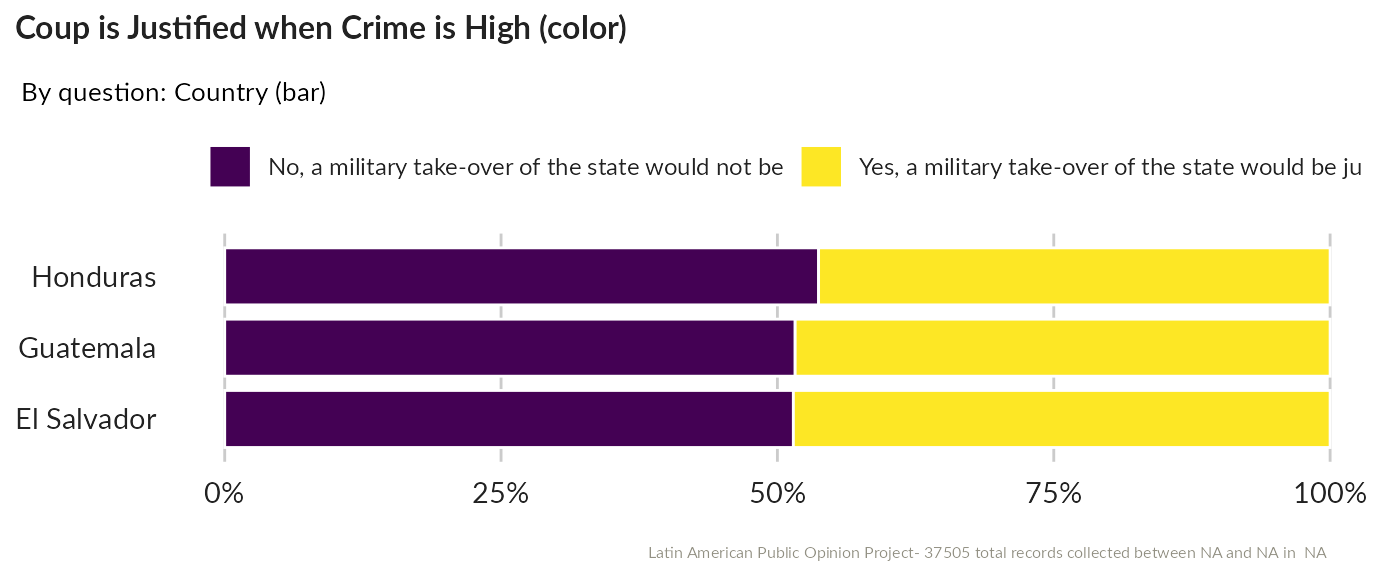 Coup is Justified when Crime is High (color)
By question: Country (bar)
No, a military take-over of the state would not be
Yes, a military take-over of the state would be ju
Honduras
Guatemala
El Salvador
0% 25% 50% 75% 100%
Latin American Public Opinion Project- 37505 total records collected between NA and NA in  NA